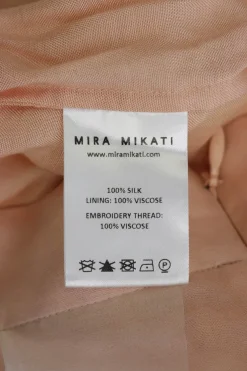 MIRA MIKATI
www.miramikati.com
100% SILK
LINING: 100% VISCOSE
EMBROIDERY THREAD:
100% VISCOSE